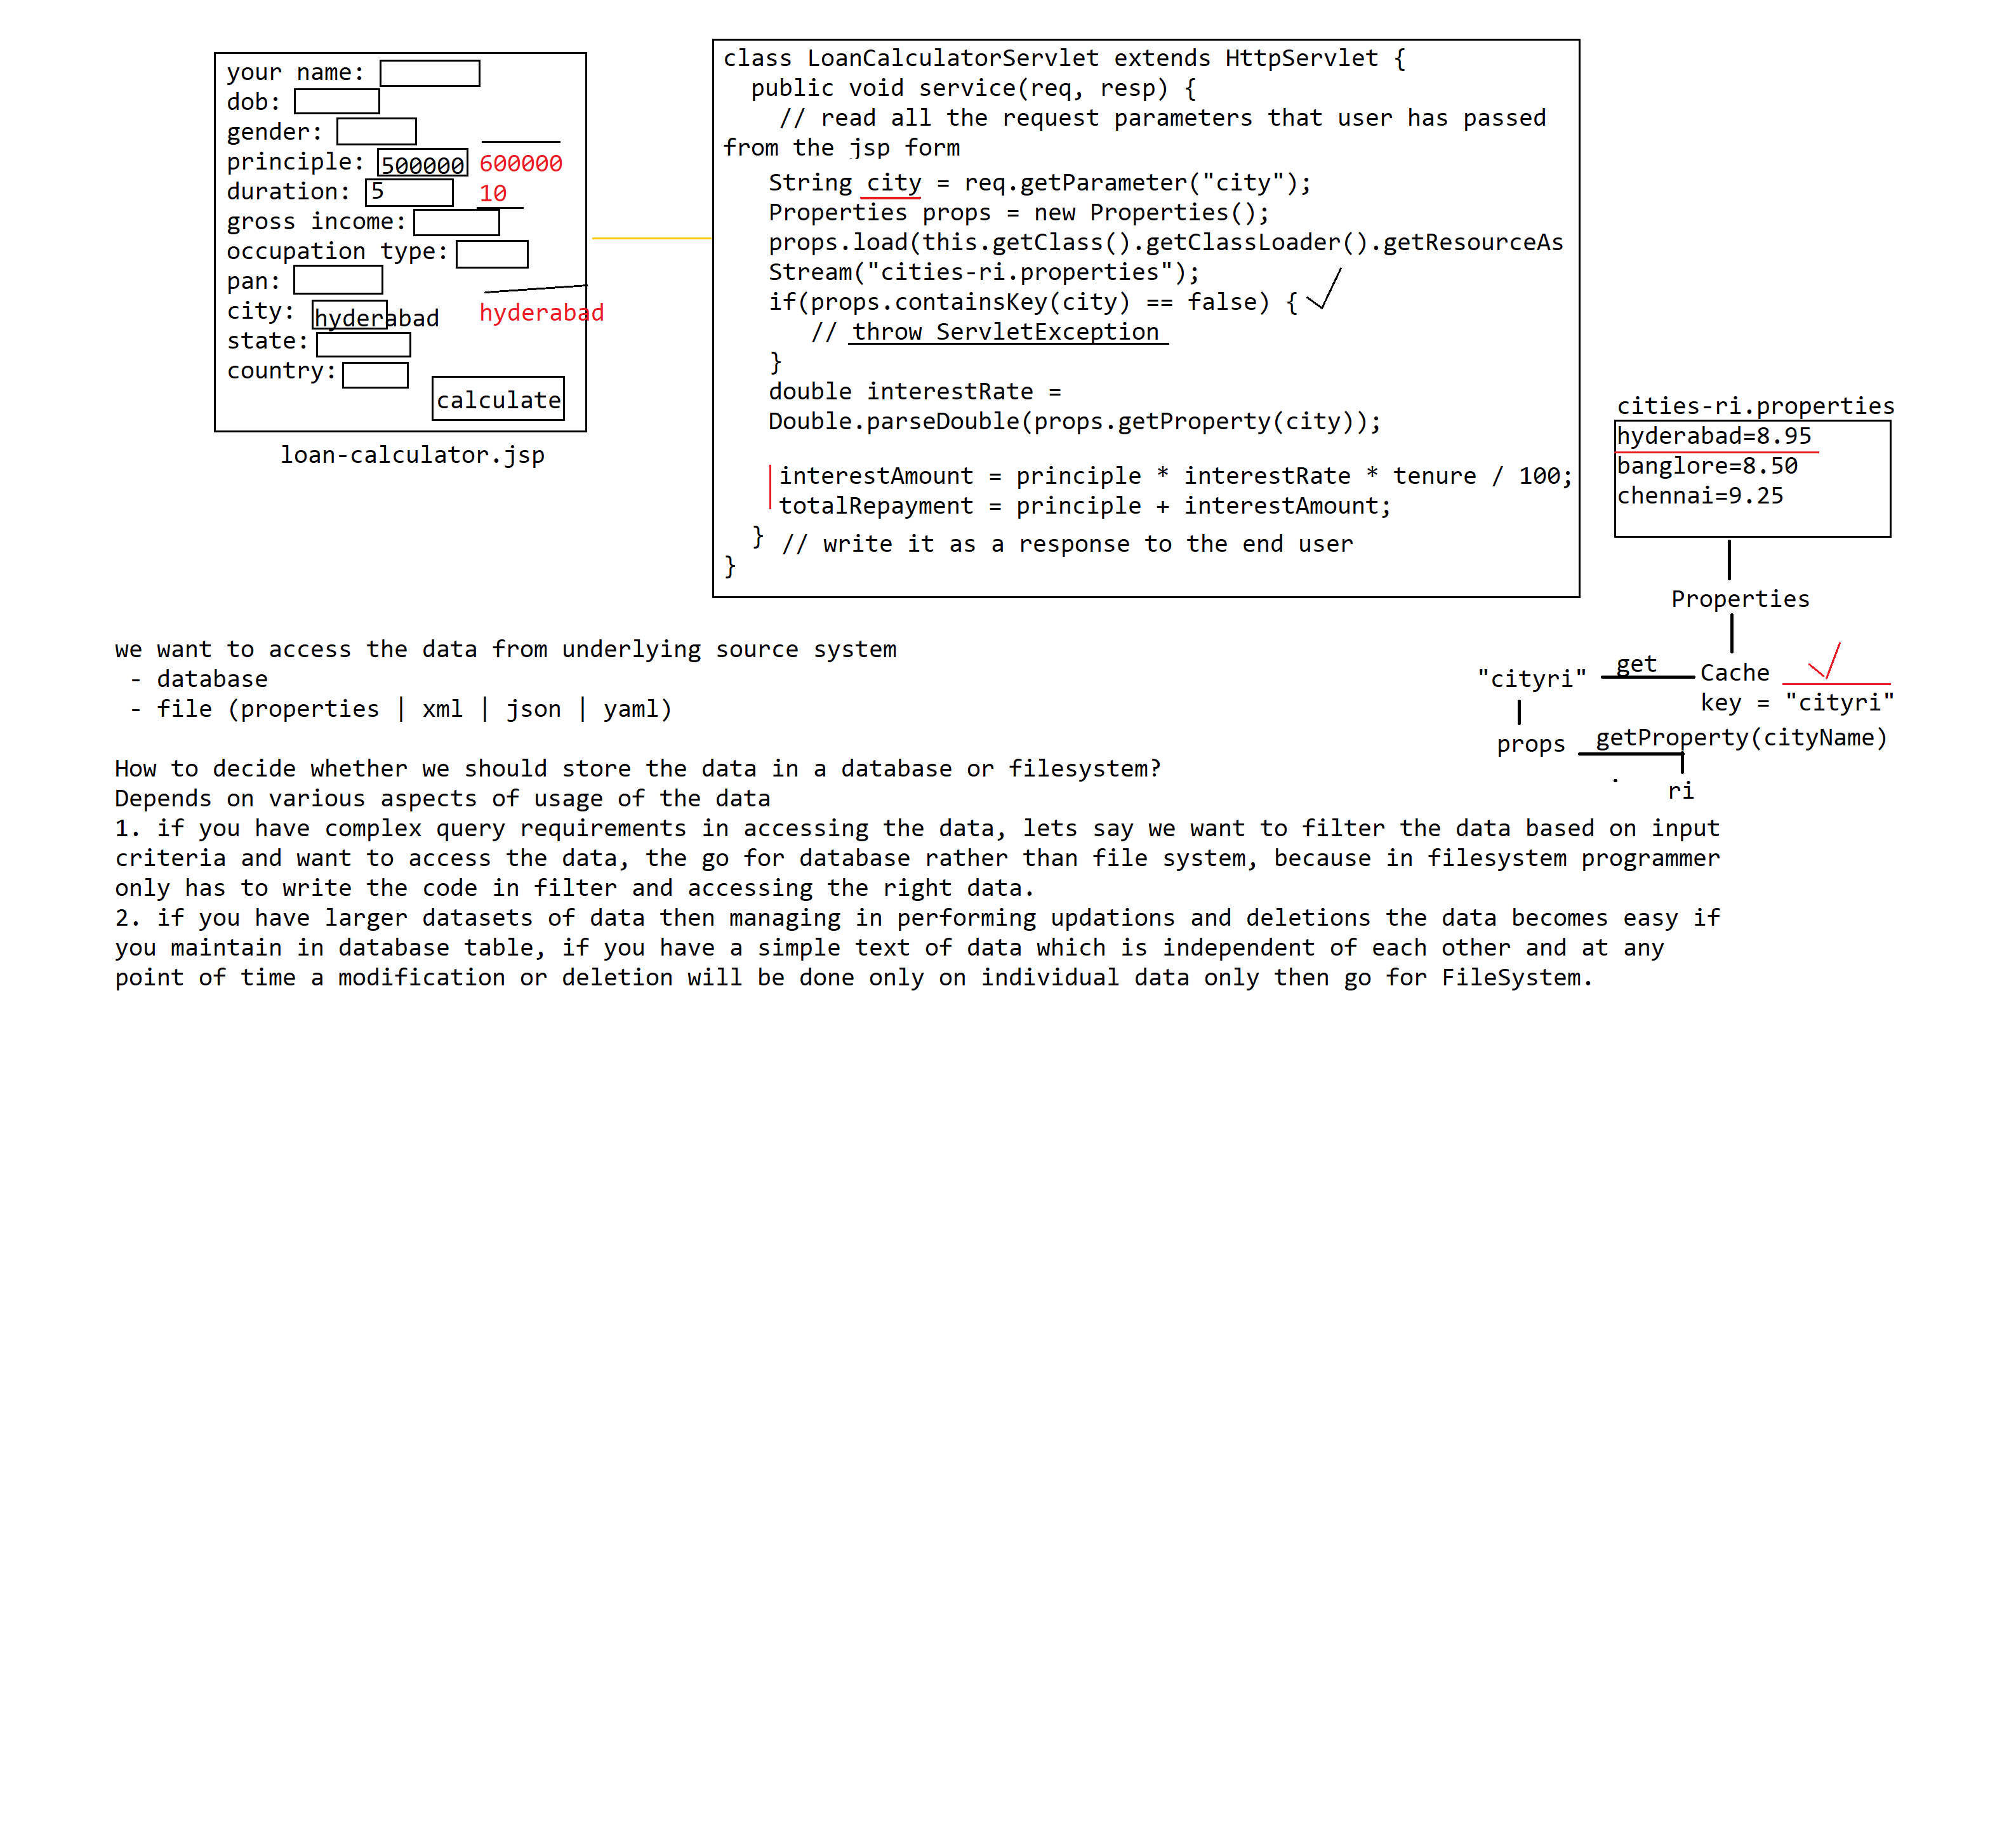 your name:
dob:
gender:
principle: 500000 600000
duration: 5 10
gross income:
occupation type:
pan:
city: hyderabad hyderabad
state:
country:
calculate
loan-calculator.jsp
class LoanCalculatorServlet extends HttpServlet {
public void service(req, resp) {
// read all the request parameters that user has passed
from the jsp form
String city = req.getParameter("city");
Properties props = new Properties();
props.load(this.getClass().getClassLoader().getResourceAs
Stream("cities-ri.properties");
if(props.containsKey(city) == false) {
// throw ServletException
}
double interestRate =
Double.parseDouble(props.getProperty(city));
interestAmount = principle * interestRate * tenure / 100;
totalRepayment = principle + interestAmount;
} // write it as a response to the end user
}
cities-ri.properties
hyderabad=8.95
banglore=8.50
chennai=9.25
Properties
"cityri" get Cache
key = "cityri"
props getProperty(cityName)
ri
we want to access the data from underlying source system
- database
- file (properties | xml | json | yaml)
How to decide whether we should store the data in a database or filesystem?
Depends on various aspects of usage of the data
1. if you have complex query requirements in accessing the data, lets say we want to filter the data based on input
criteria and want to access the data, the go for database rather than file system, because in filesystem programmer
only has to write the code in filter and accessing the right data.
2. if you have larger datasets of data then managing in performing updations and deletions the data becomes easy if
you maintain in database table, if you have a simple text of data which is independent of each other and at any
point of time a modification or deletion will be done only on individual data only then go for FileSystem.